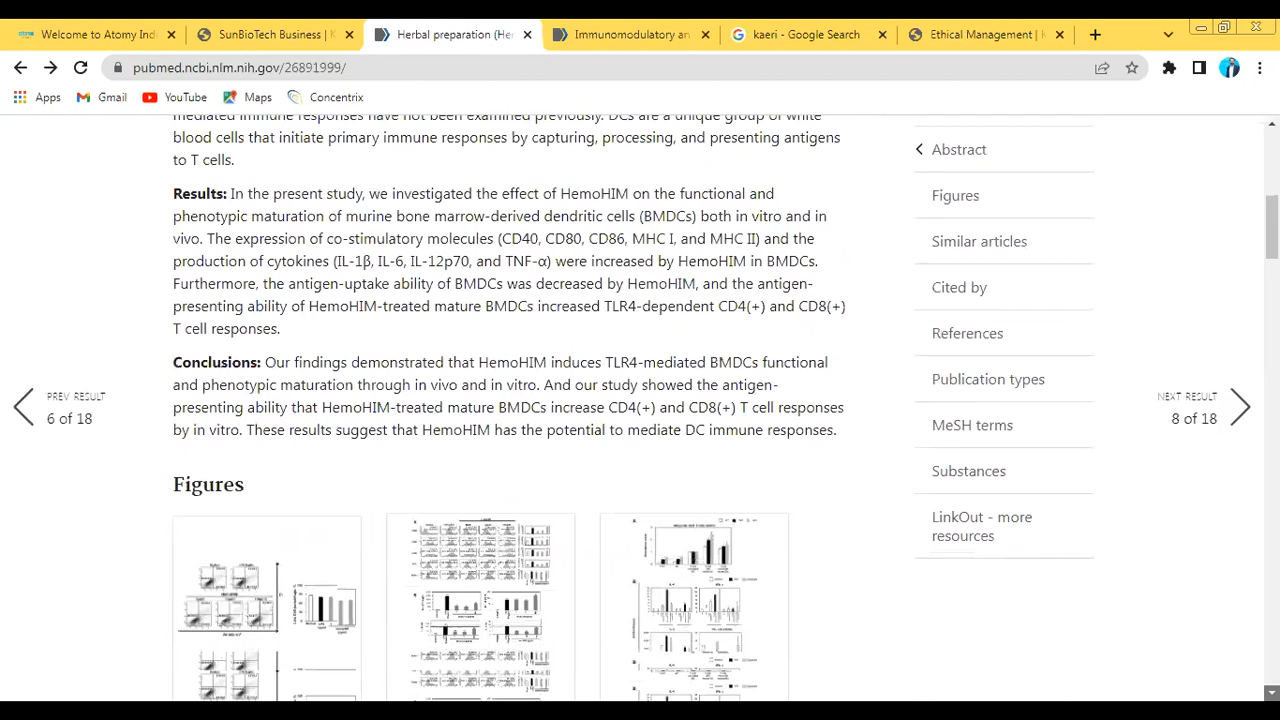 Welcome to Atomy Indi
SunBioTech Business | K
Herbal preparation (Her
Immunomodulatory an
kaeri - Google Search
Ethical Management | K
pubmed.ncbi.nlm.nih.gov/26891999/
Apps
Gmail
YouTube
Maps
Concentrix
mediated immune responses have not been examined previously. DCs are a unique group of white
blood cells that initiate primary immune responses by capturing, processing, and presenting antigens
to T cells.
Results: In the present study, we investigated the effect of HemoHIM on the functional and
phenotypic maturation of murine bone marrow-derived dendritic cells (BMDCs) both in vitro and in
vivo. The expression of co-stimulatory molecules (CD40, CD80, CD86, MHC I, and MHC II) and the
production of cytokines (IL-1β, IL-6, IL-12p70, and TNF-α) were increased by HemoHIM in BMDCs.
Furthermore, the antigen-uptake ability of BMDCs was decreased by HemoHIM, and the antigen-
presenting ability of HemoHIM-treated mature BMDCs increased TLR4-dependent CD4(+) and CD8(+)
T cell responses.
Conclusions: Our findings demonstrated that HemoHIM induces TLR4-mediated BMDCs functional
and phenotypic maturation through in vivo and in vitro. And our study showed the antigen-
presenting ability that HemoHIM-treated mature BMDCs increase CD4(+) and CD8(+) T cell responses
by in vitro. These results suggest that HemoHIM has the potential to mediate DC immune responses.
Figures
PREV RESULT
6 of 18
NEXT RESULT
8 of 18
Abstract
Figures
Similar articles
Cited by
References
Publication types
MeSH terms
Substances
LinkOut - more
resources